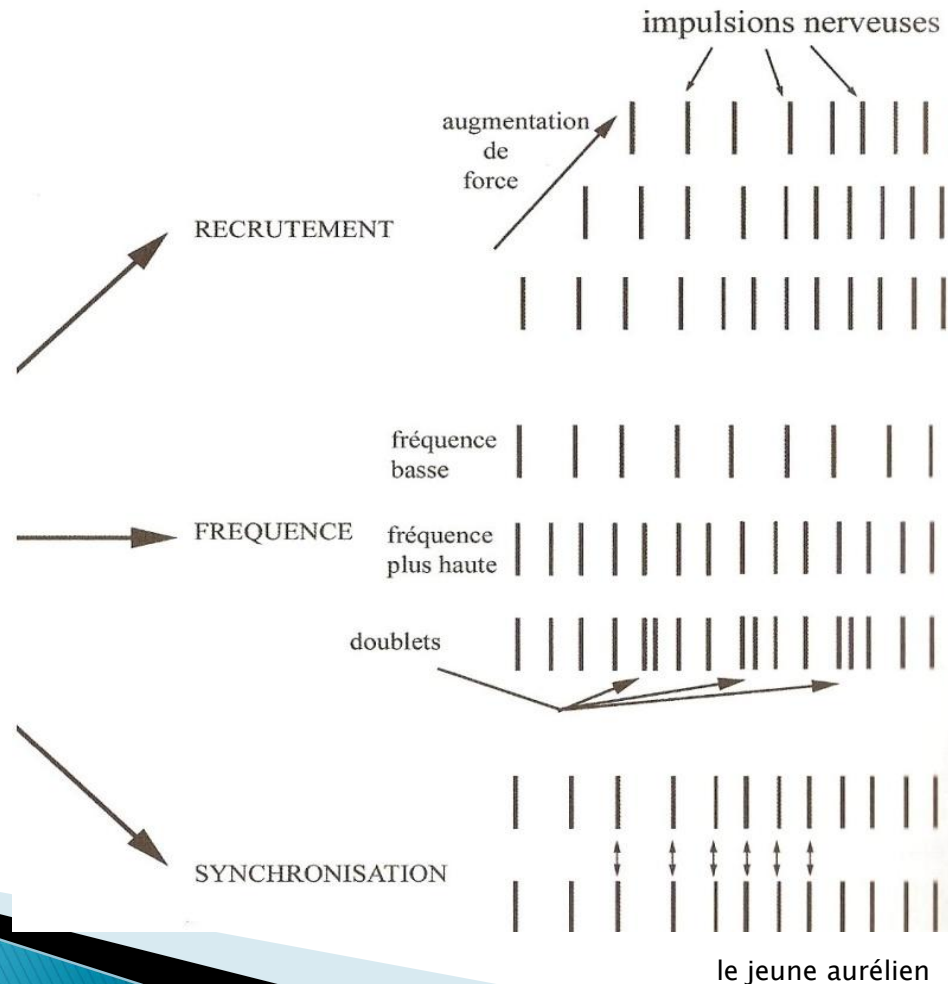 impulsions nerveuses
augmentation
de
force
RECRUTEMENT
fréquence
basse
FREQUENCE
fréquence
plus haute
doublets
SYNCHRONISATION
le jeune aurélien